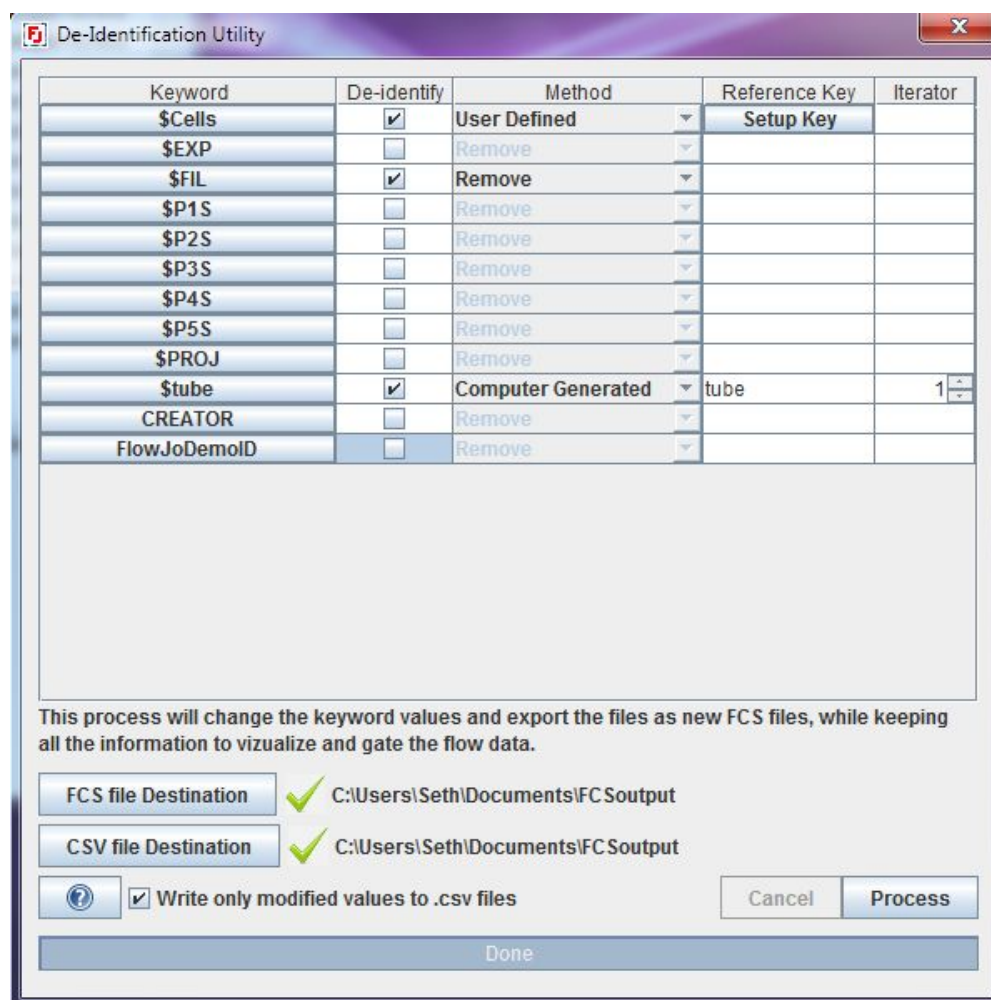 De-Identification Utility
Keyword De-identify Method Reference Key Iterator
$Cells User Defined Setup Key
$EXP Remove
$FIL Remove
$P1S Remove
$P2S Remove
$P3S Remove
$P4S Remove
$P5S Remove
$PROJ Remove
$tube Computer Generated tube 1
CREATOR Remove
FlowJoDemoID Remove
This process will change the keyword values and export the files as new FCS files, while keeping
all the information to vizualize and gate the flow data.
FCS file Destination C:\Users\Seth\Documents\FCSoutput
CSV file Destination C:\Users\Seth\Documents\FCSoutput
? Write only modified values to .csv files Cancel Process
Done